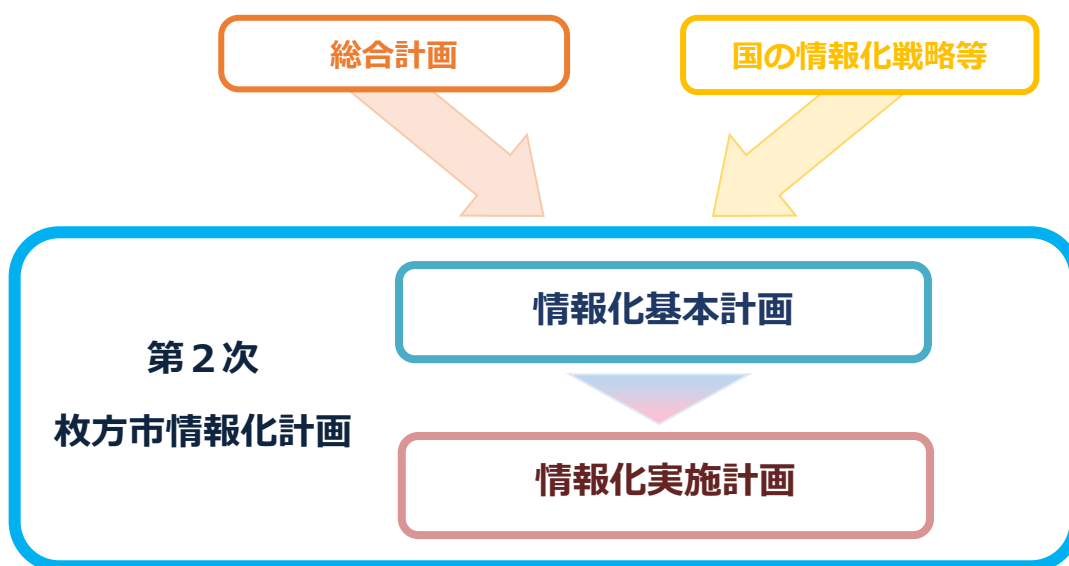 総合計画
国の情報化戦略等
情報化基本計画
第２次
枚方市情報化計画
情報化実施計画